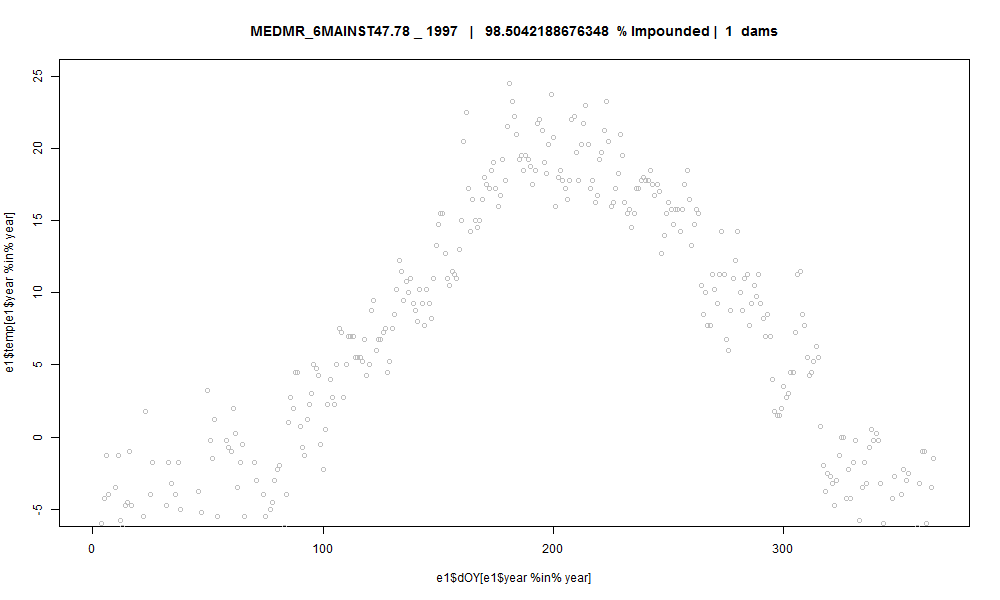 MEDMR_6MAINST47.78 _ 1997 | 98.5042188676348 % Impounded | 1 dams
e1$temp[e1$year %in% year]
25
20
15
10
5
0
-5
0 100 200 300
e1$dOY[e1$year %in% year]